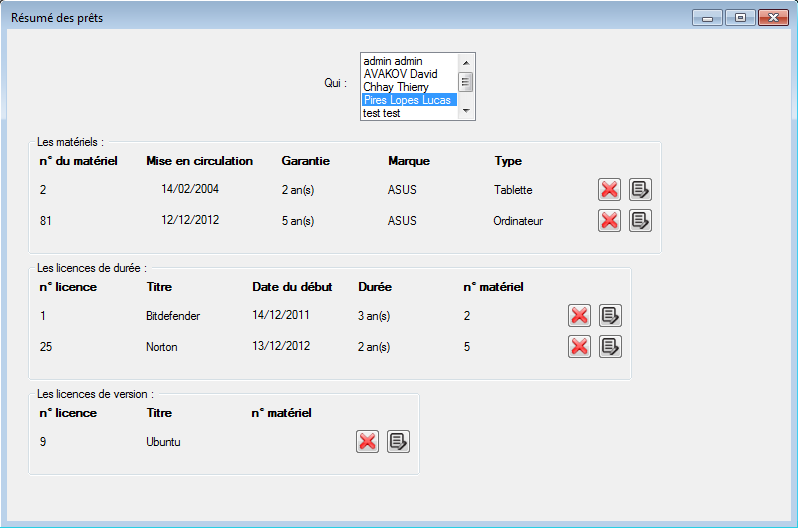 Résumé des prêts
Qui :
admin admin
AVAKOV David
Chhay Thierry
Pires Lopes Lucas
test test
Les matériels :
n° du matériel Mise en circulation Garantie Marque Type
2 14/02/2004 2 an(s) ASUS Tablette
81 12/12/2012 5 an(s) ASUS Ordinateur
Les licences de durée :
n° licence Titre Date du début Durée n° matériel
1 Bitdefender 14/12/2011 3 an(s) 2
25 Norton 13/12/2012 2 an(s) 5
Les licences de version :
n° licence Titre n° matériel
9 Ubuntu